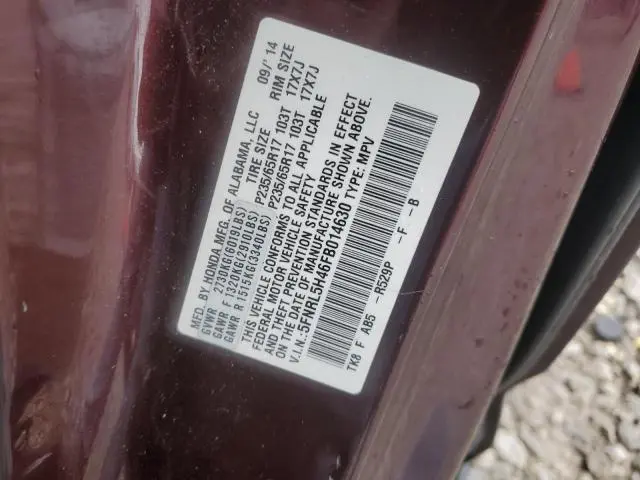 MFD. BY HONDA MFG. OF ALABAMA, LLC 09/'14
GVWR 2730KG(6019LBS) TIRE SIZE RIM SIZE
GAWR F 1320KG(2910LBS) P235/65R17 103T 17X7J
GAWR R 1515KG(3340LBS) P235/65R17 103T 17X7J
THIS VEHICLE CONFORMS TO ALL APPLICABLE
FEDERAL MOTOR VEHICLE SAFETY
AND THEFT PREVENTION STANDARDS IN EFFECT
ON THE DATE OF MANUFACTURE SHOWN ABOVE.
V.I.N.:5FNRL5H46FB014630 TYPE: MPV
TK8 F AB5 -R529P -F -B